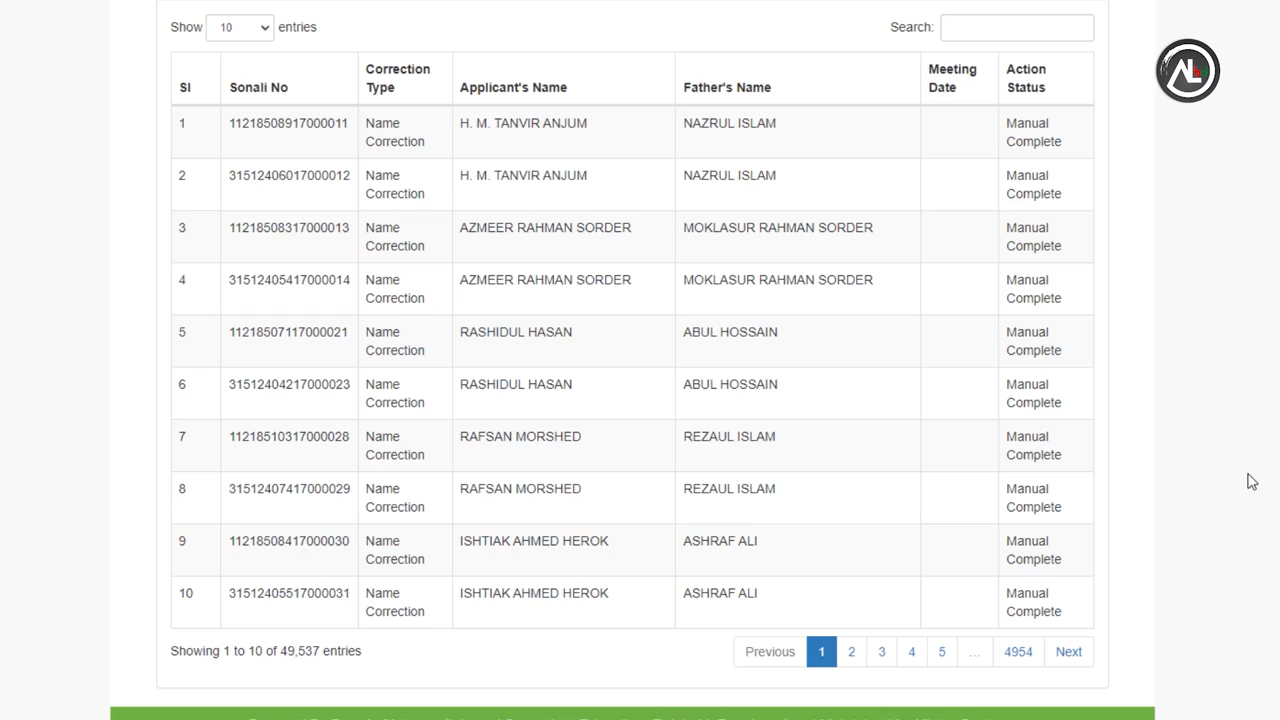 Show 10 entries
Search:
Sl Sonali No Correction Type Applicant's Name Father's Name Meeting Date Action Status
1 11218508917000011 Name Correction H. M. TANVIR ANJUM NAZRUL ISLAM Manual Complete
2 31512406017000012 Name Correction H. M. TANVIR ANJUM NAZRUL ISLAM Manual Complete
3 11218508317000013 Name Correction AZMEER RAHMAN SORDER MOKLASUR RAHMAN SORDER Manual Complete
4 31512405417000014 Name Correction AZMEER RAHMAN SORDER MOKLASUR RAHMAN SORDER Manual Complete
5 11218507117000021 Name Correction RASHIDUL HASAN ABUL HOSSAIN Manual Complete
6 31512404217000023 Name Correction RASHIDUL HASAN ABUL HOSSAIN Manual Complete
7 11218510317000028 Name Correction RAFSAN MORSHED REZAUL ISLAM Manual Complete
8 31512407417000029 Name Correction RAFSAN MORSHED REZAUL ISLAM Manual Complete
9 11218508417000030 Name Correction ISHTIAK AHMED HEROK ASHRAF ALI Manual Complete
10 31512405517000031 Name Correction ISHTIAK AHMED HEROK ASHRAF ALI Manual Complete
Showing 1 to 10 of 49,537 entries
Previous 1 2 3 4 5 ... 4954 Next